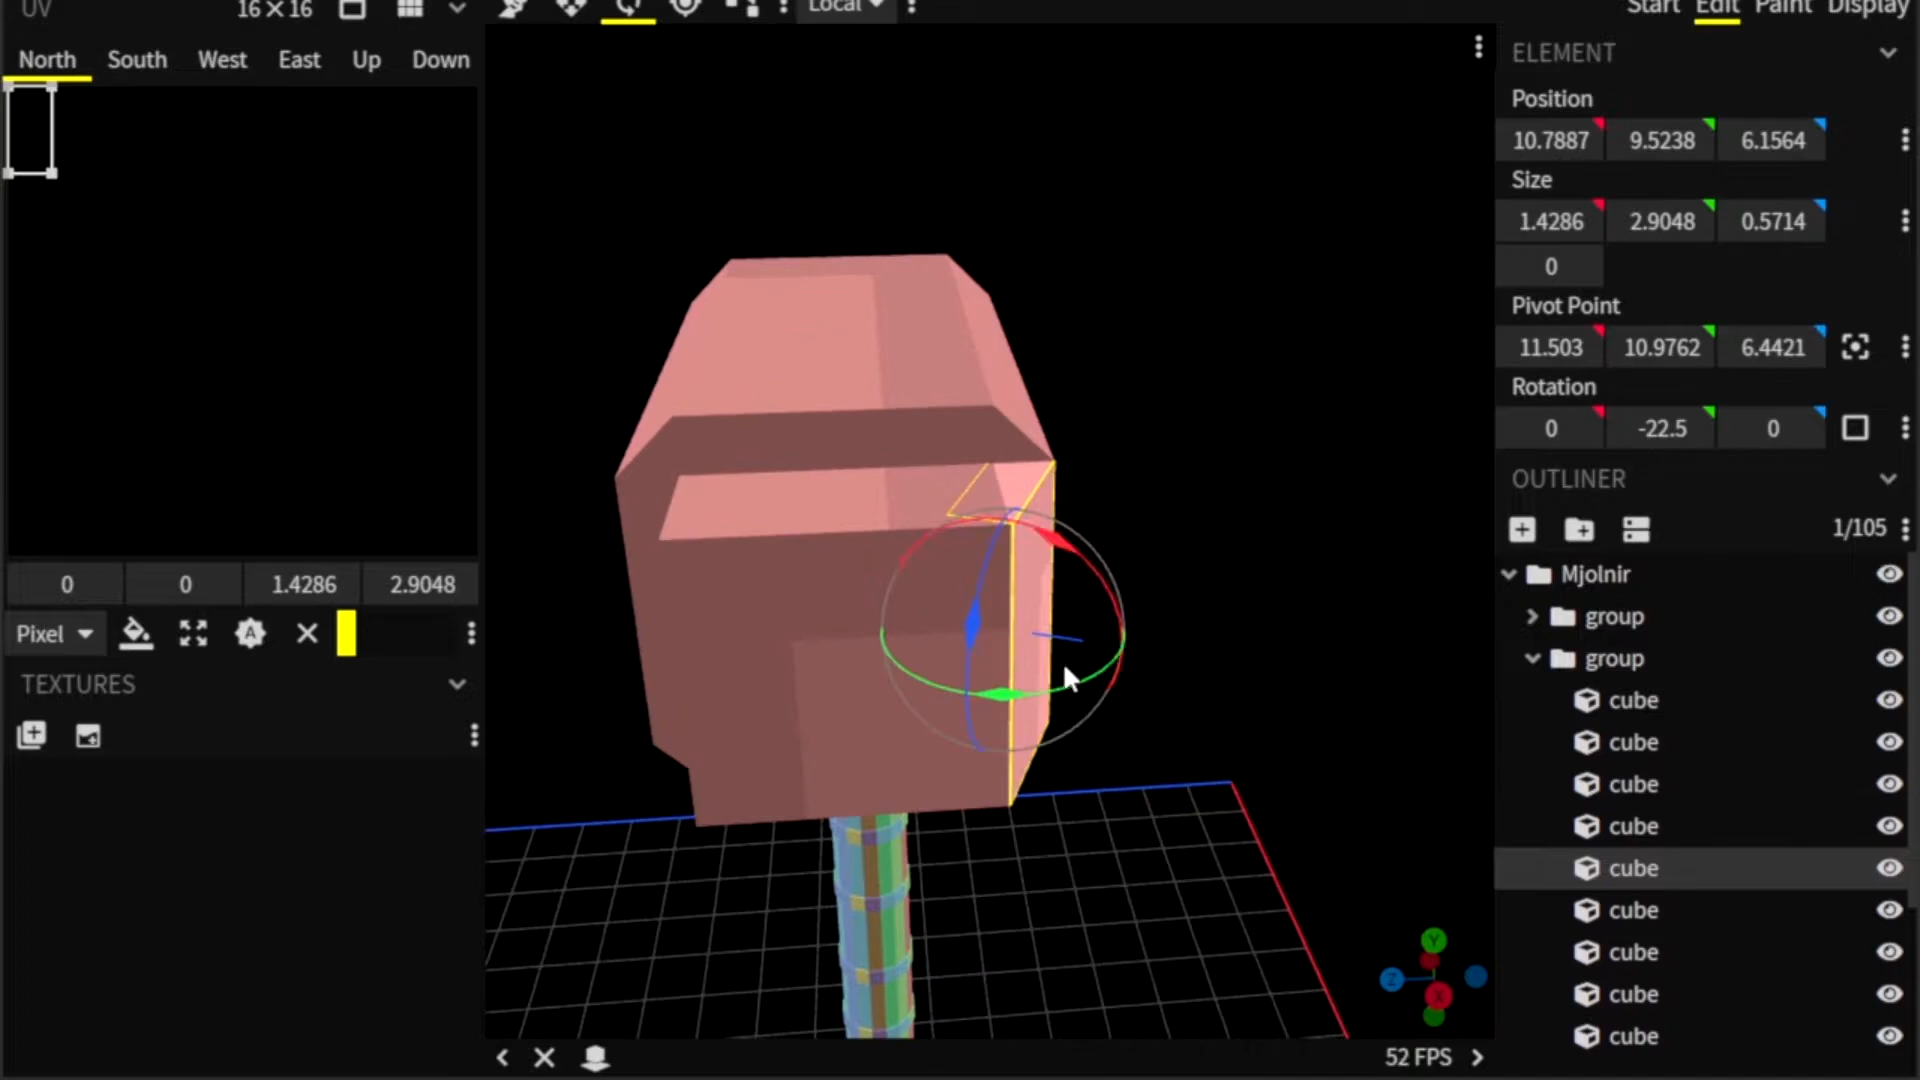 UV 16×16
North South West East Up Down
0 0 1.4286 2.9048
Pixel
A
TEXTURES
Local
52 FPS
Y
Z
X
Start Edit Paint Display
ELEMENT
Position
10.7887 9.5238 6.1564
Size
1.4286 2.9048 0.5714
0
Pivot Point
11.503 10.9762 6.4421
Rotation
0 -22.5 0
OUTLINER
1/105
Mjolnir
group
group
cube
cube
cube
cube
cube
cube
cube
cube
cube